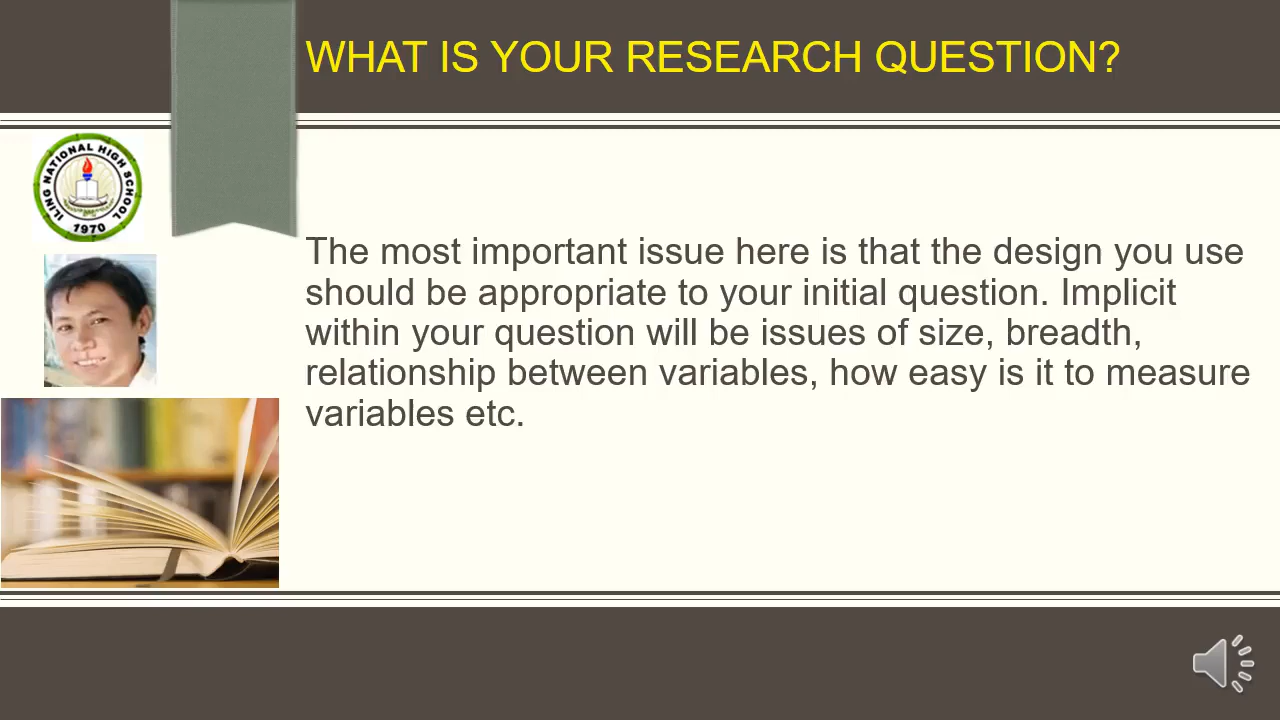 WHAT IS YOUR RESEARCH QUESTION?
ILING NATIONAL HIGH SCHOOL
1970
The most important issue here is that the design you use
should be appropriate to your initial question. Implicit
within your question will be issues of size, breadth,
relationship between variables, how easy is it to measure
variables etc.